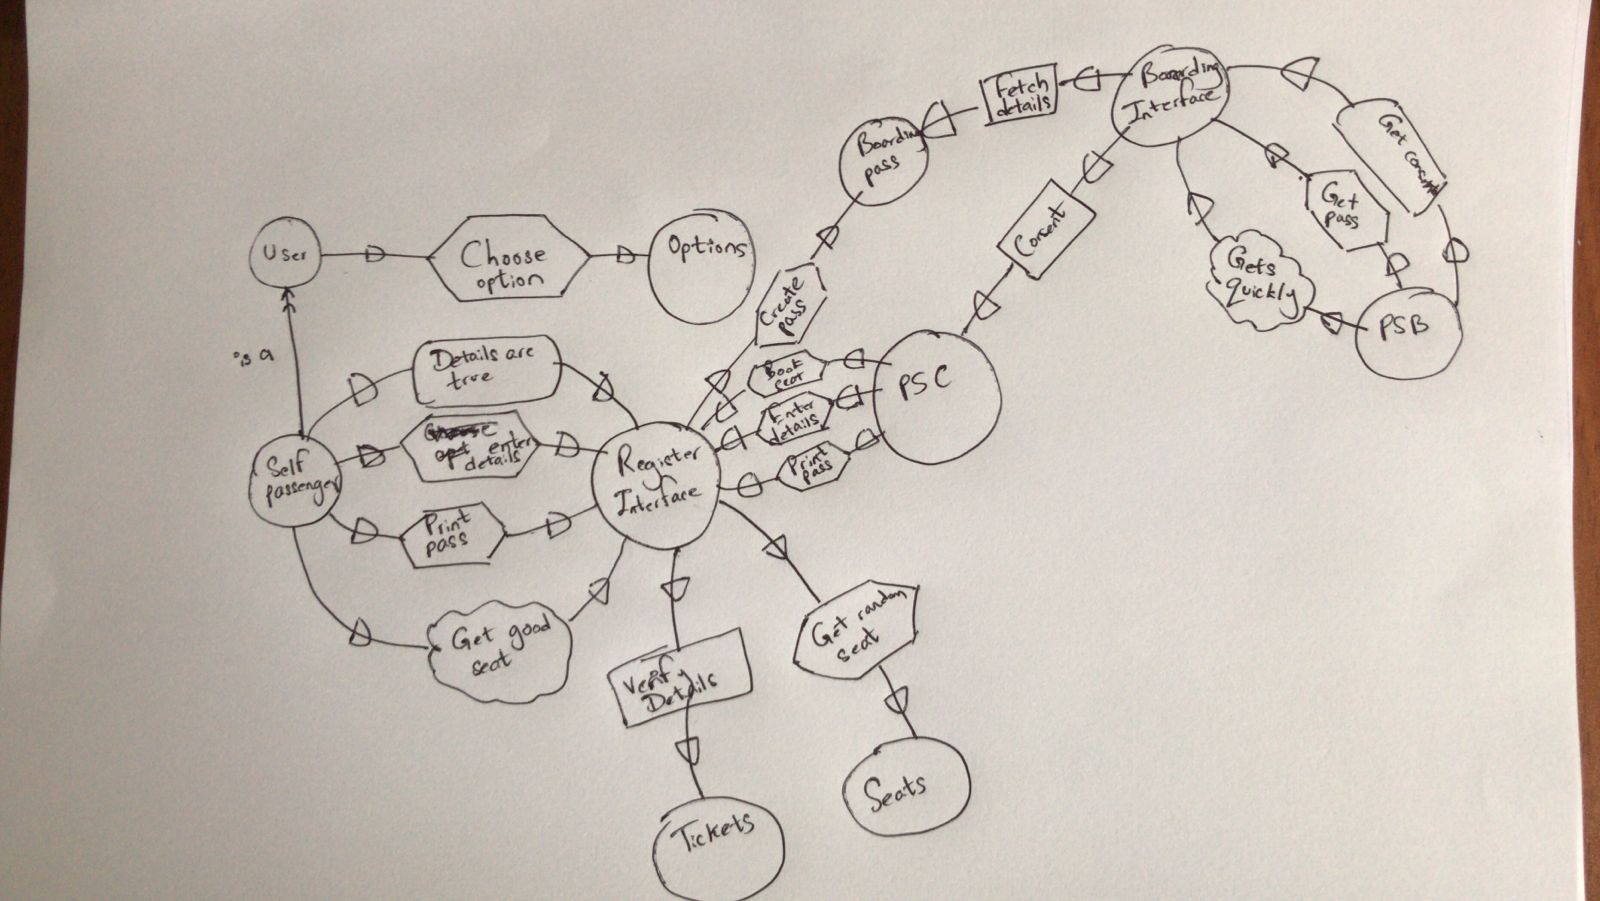 Boarding
Interface
Fetch
details
Boarding
pass
Get consent
Get
pass
Consent
Gets
quickly
PSB
User
Choose
option
Options
Create
pass
is a
Details are
true
Book
seat
PSC
Enter
details
enter
details
Print
pass
Self
passenger
Register
Interface
Print
pass
Get good
seat
Get random
seat
Verify
Details
Seats
Tickets